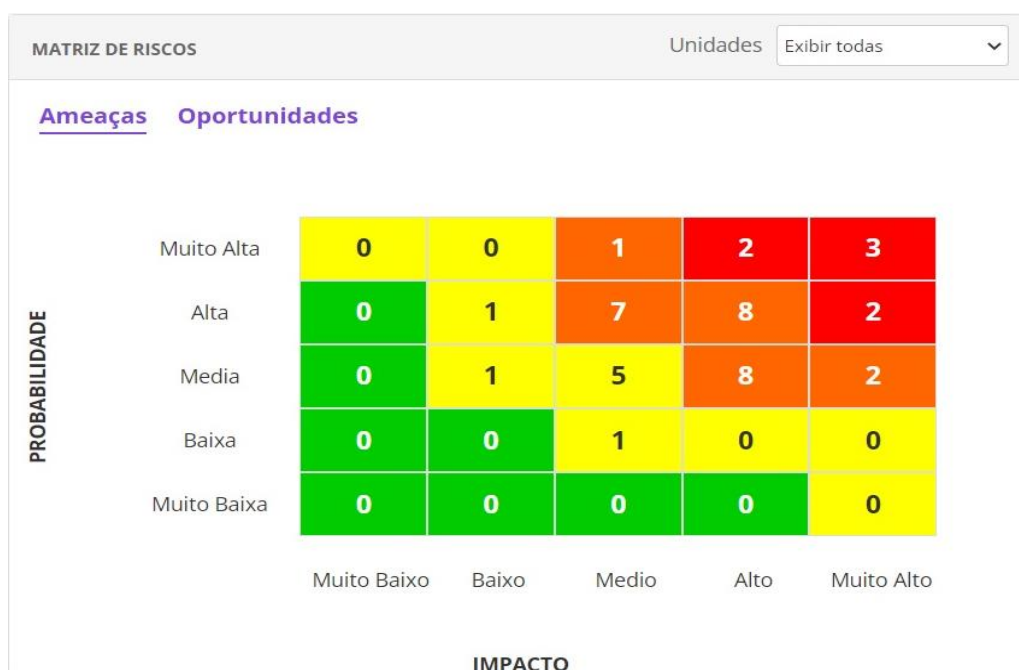 MATRIZ DE RISCOS
Unidades Exibir todas
Ameaças Oportunidades
PROBABILIDADE
Muito Alta 0 0 1 2 3
Alta 0 1 7 8 2
Media 0 1 5 8 2
Baixa 0 0 1 0 0
Muito Baixa 0 0 0 0 0
Muito Baixo Baixo Medio Alto Muito Alto
IMPACTO